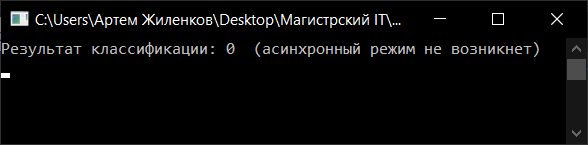 C:\Users\Артем Жиленков\Desktop\Магистрский IT\...
Результат классификации: 0 (асинхронный режим не возникнет)